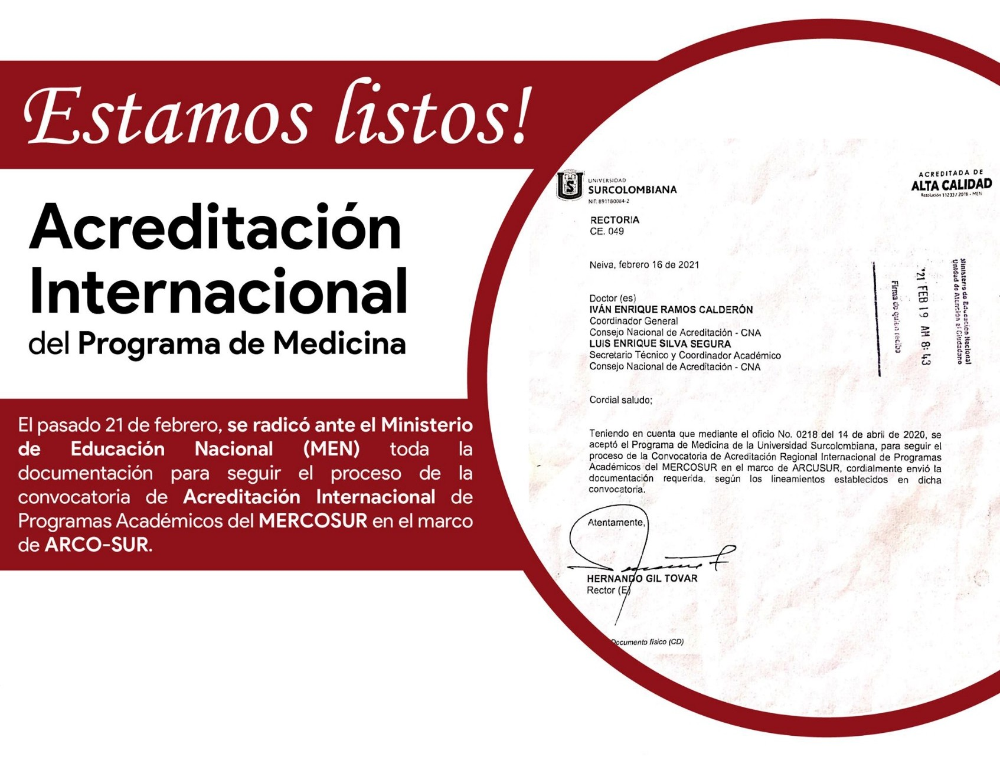 Estamos listos!
Acreditación
Internacional
del Programa de Medicina
El pasado 21 de febrero, se radicó ante el Ministerio
de Educación Nacional (MEN) toda la
documentación para seguir el proceso de la
convocatoria de Acreditación Internacional de
Programas Académicos del MERCOSUR en el marco
de ARCO-SUR.
UNIVERSIDAD
SURCOLOMBIANA
NIT: 891180084-2
ACREDITADA DE
ALTA CALIDAD
Resolución 11233 / 2018 - MEN
RECTORIA
CE. 049
Neiva, febrero 16 de 2021
Ministerio de Educación Nacional
Unidad de Atención al Ciudadano
'21 FEB 19 AM 8:43
Firma de quien recibo
Doctor (es)
IVÁN ENRIQUE RAMOS CALDERÓN
Coordinador General
Consejo Nacional de Acreditación - CNA
LUIS ENRIQUE SILVA SEGURA
Secretario Técnico y Coordinador Académico
Consejo Nacional de Acreditación - CNA
Cordial saludo;
Teniendo en cuenta que mediante el oficio No. 0218 del 14 de abril de 2020, se
aceptó el Programa de Medicina de la Universidad Surcolombiana, para seguir el
proceso de la Convocatoria de Acreditación Regional Internacional de Programas
Académicos del MERCOSUR en el marco de ARCUSUR, cordialmente envió la
documentación requerida, según los lineamientos establecidos en dicha
convocatoria.
Atentamente,
HERNANDO GIL TOVAR
Rector (E)
Documento físico (CD)